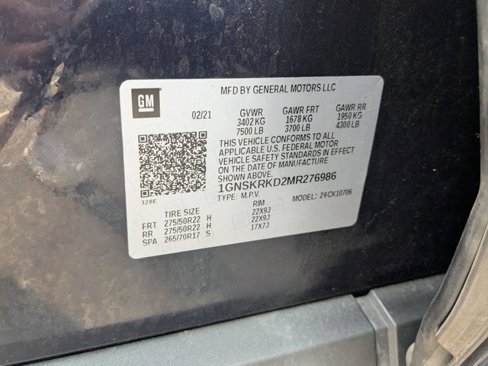 GM
MFD BY GENERAL MOTORS LLC
02/21 GVWR GAWR FRT GAWR RR
3402 KG 1678 KG 1950 KG
7500 LB 3700 LB 4300 LB
THIS VEHICLE CONFORMS TO ALL
APPLICABLE U.S. FEDERAL MOTOR
VEHICLE SAFETY STANDARDS IN EFFECT
ON THE DATE OF MANUFACTURE
SHOWN ABOVE.
1GNSKRKD2MR276986
TYPE: M.P.V. MODEL: 26CK10706
328E
TIRE SIZE RIM
FRT 275/50R22 H 22X9J
RR 275/50R22 H 22X9J
SPA 265/70R17 S 17X7J